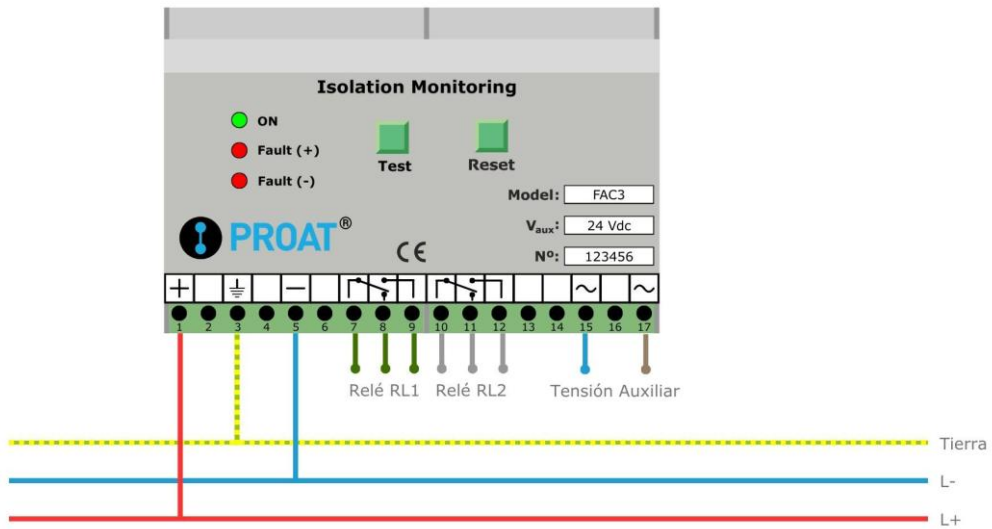 Isolation Monitoring
ON
Fault (+)
Fault (-)
Test
Reset
Model: FAC3
Vaux: 24 Vdc
Nº: 123456
PROAT®
CE
+ − ~ ~
1 2 3 4 5 6 7 8 9 10 11 12 13 14 15 16 17
Relé RL1 Relé RL2 Tensión Auxiliar
Tierra
L-
L+